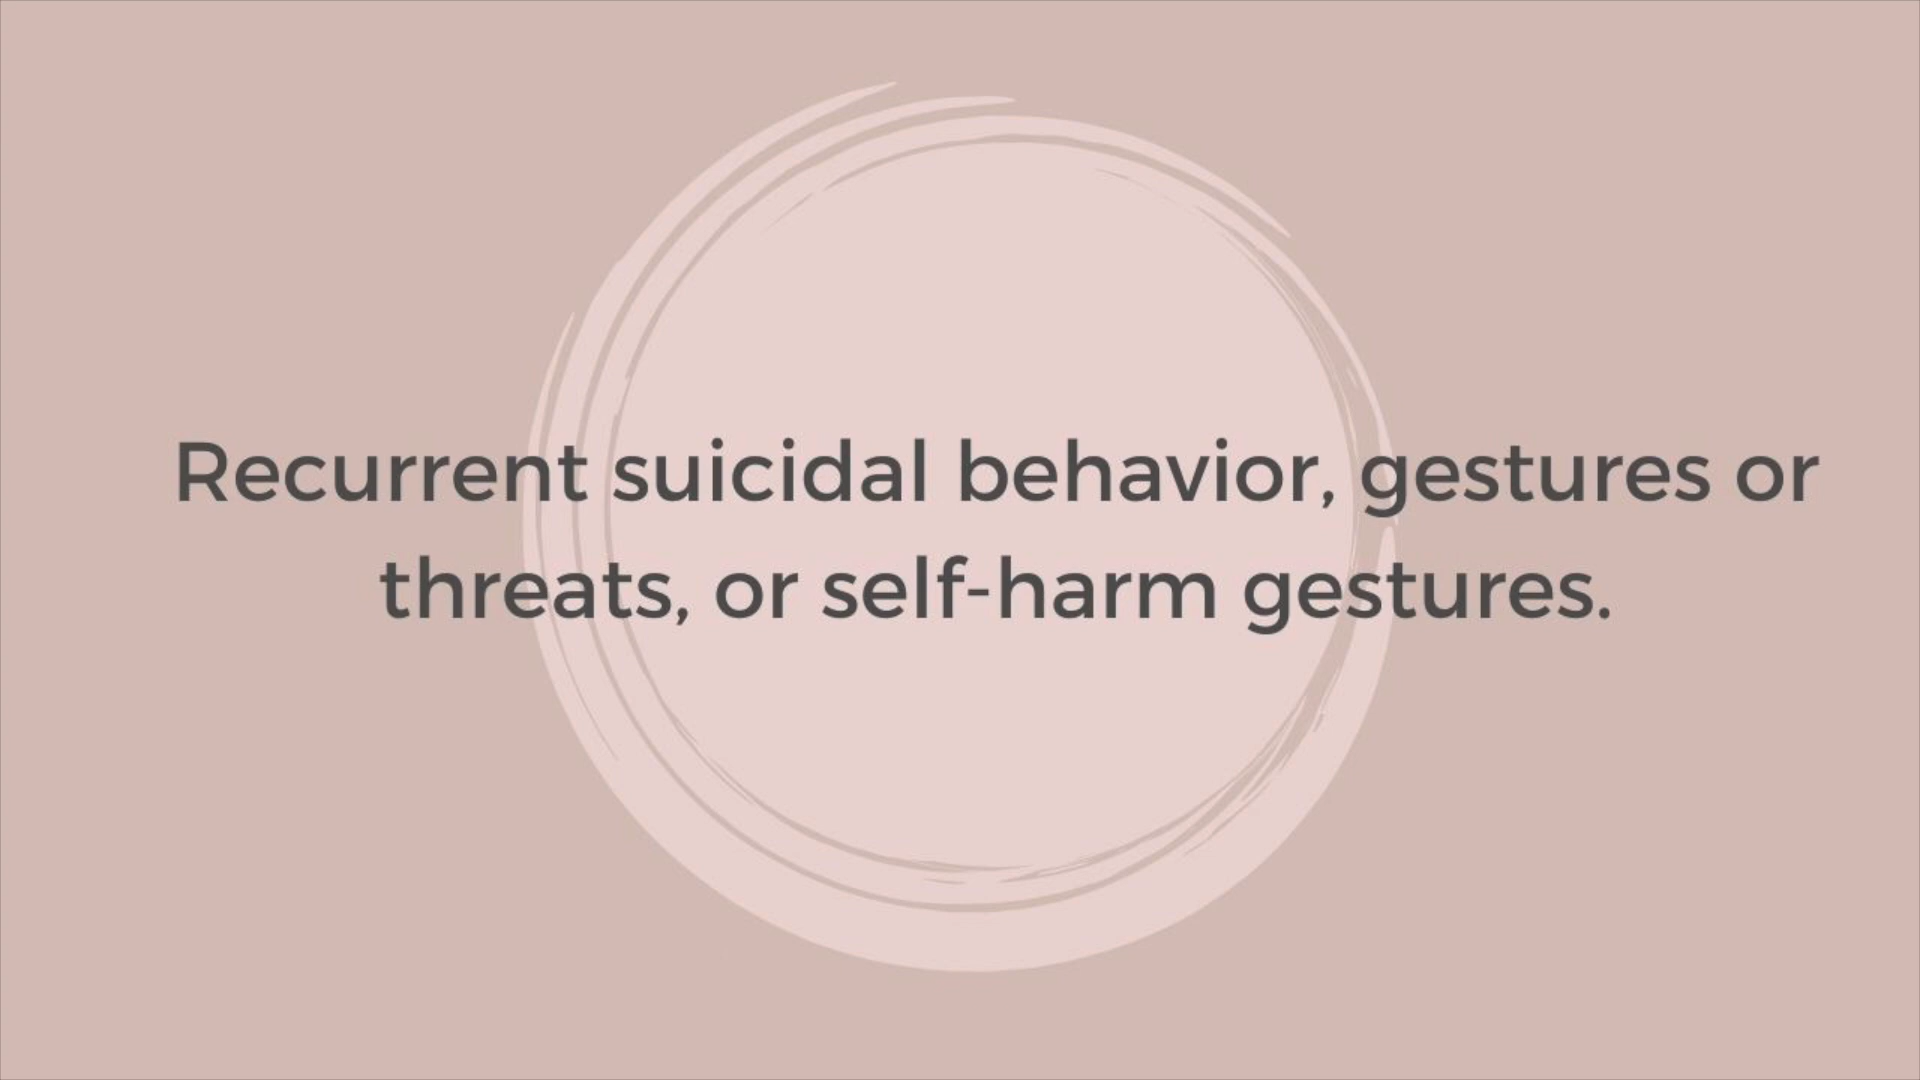 Recurrent suicidal behavior, gestures or
threats, or self-harm gestures.